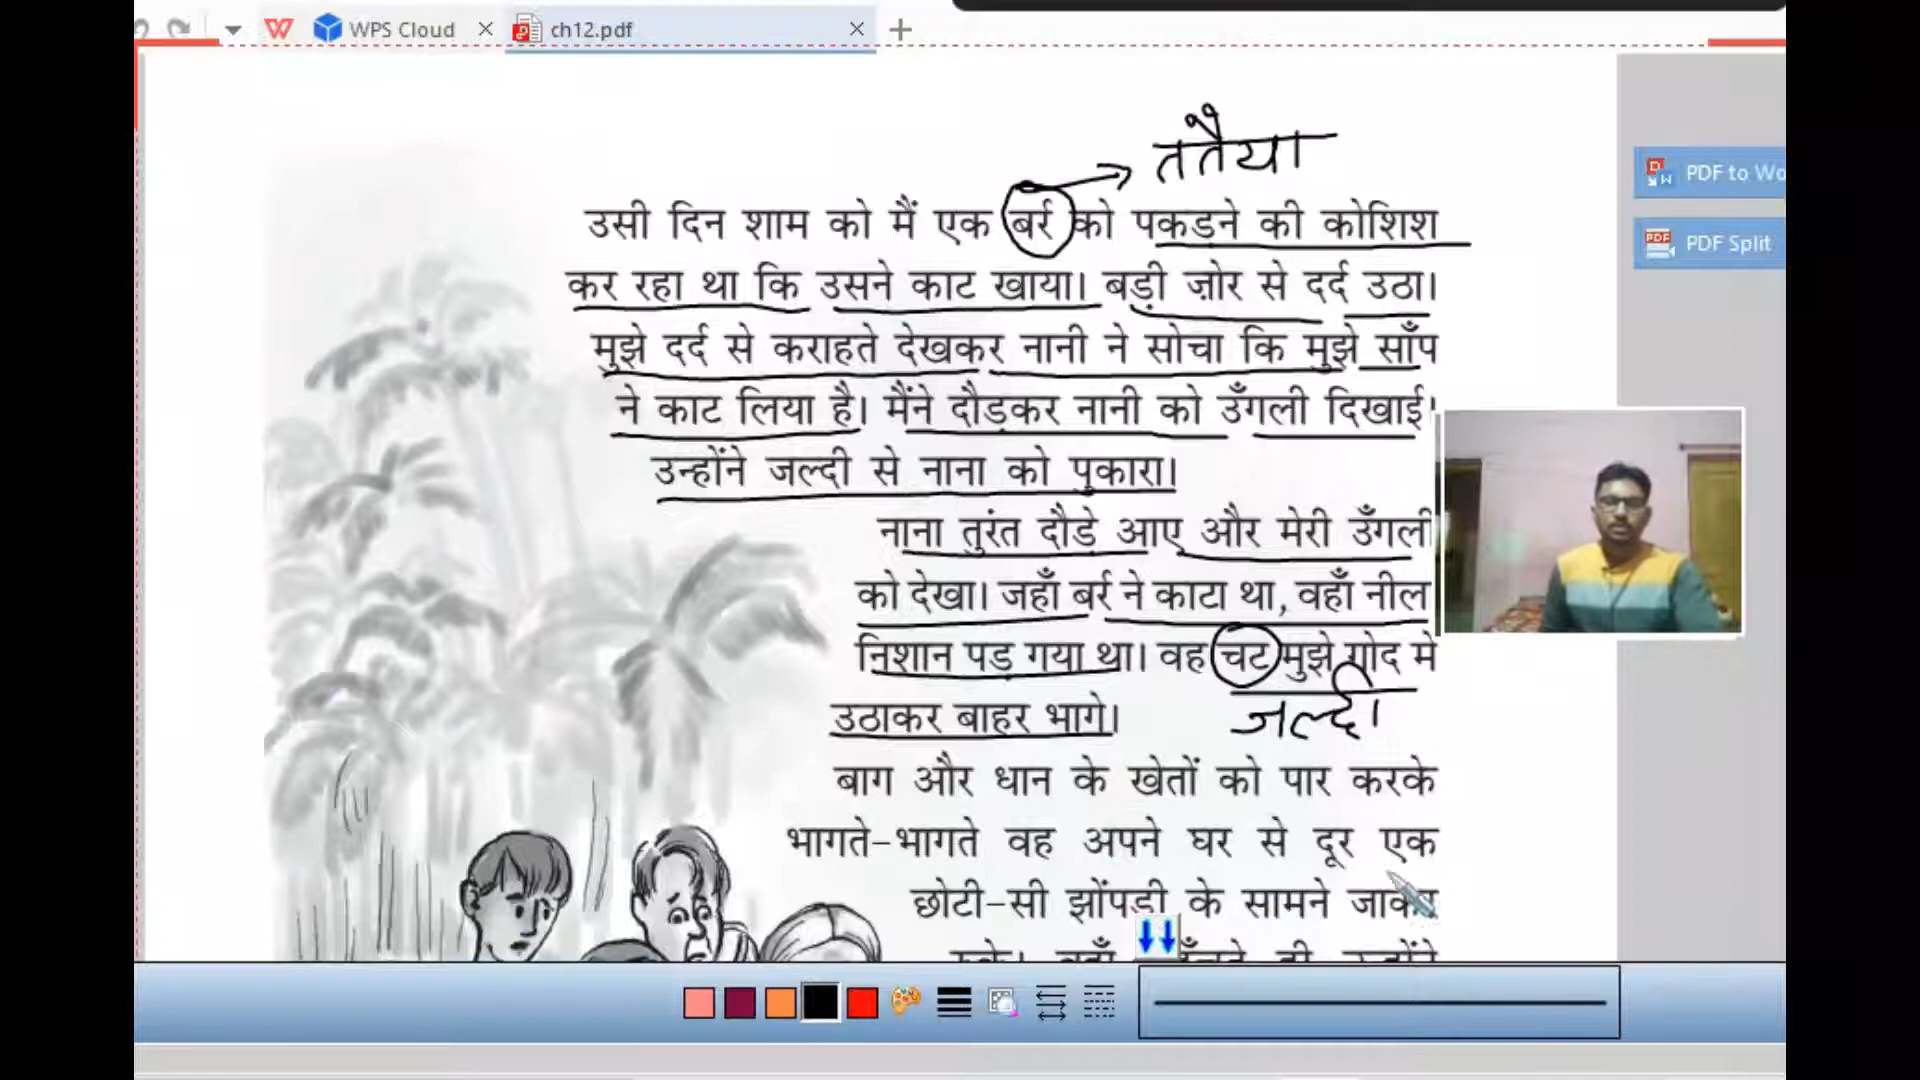 WPS Cloud
ch12.pdf
PDF to Wo
PDF Split
ततैया
उसी दिन शाम को मैं एक बर्र को पकड़ने की कोशिश
कर रहा था कि उसने काट खाया। बड़ी ज़ोर से दर्द उठा।
मुझे दर्द से कराहते देखकर नानी ने सोचा कि मुझे साँप
ने काट लिया है। मैंने दौड़कर नानी को उँगली दिखाई।
उन्होंने जल्दी से नाना को पुकारा।
नाना तुरंत दौड़े आए और मेरी उँगली
को देखा। जहाँ बर्र ने काटा था, वहाँ नील
निशान पड़ गया था। वह चट मुझे गोद मे
जल्दी
उठाकर बाहर भागे।
बाग और धान के खेतों को पार करके
भागते-भागते वह अपने घर से दूर एक
छोटी-सी झोंपड़ी के सामने जाकर